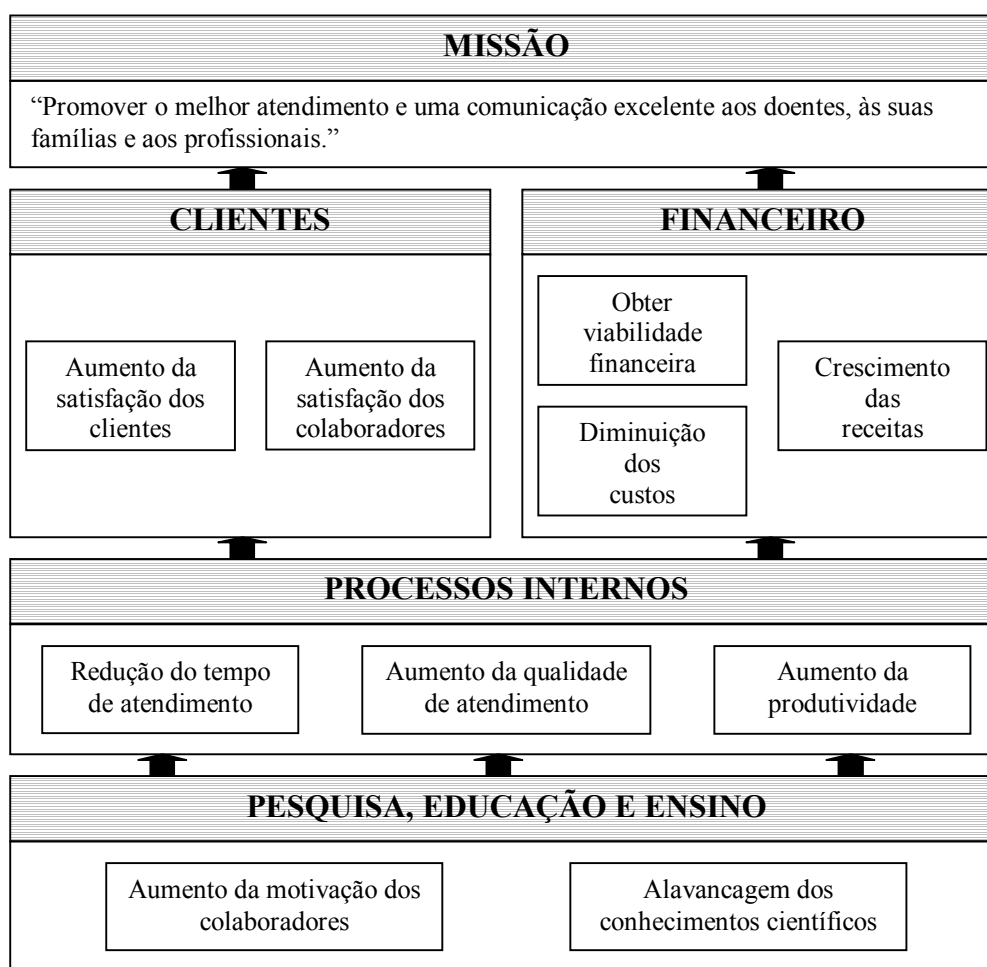 MISSÃO
“Promover o melhor atendimento e uma comunicação excelente aos doentes, às suas
famílias e aos profissionais.”
CLIENTES
Aumento da
satisfação dos
clientes
Aumento da
satisfação dos
colaboradores
FINANCEIRO
Obter
viabilidade
financeira
Diminuição
dos
custos
Crescimento
das
receitas
PROCESSOS INTERNOS
Redução do tempo
de atendimento
Aumento da qualidade
de atendimento
Aumento da
produtividade
PESQUISA, EDUCAÇÃO E ENSINO
Aumento da motivação dos
colaboradores
Alavancagem dos
conhecimentos científicos